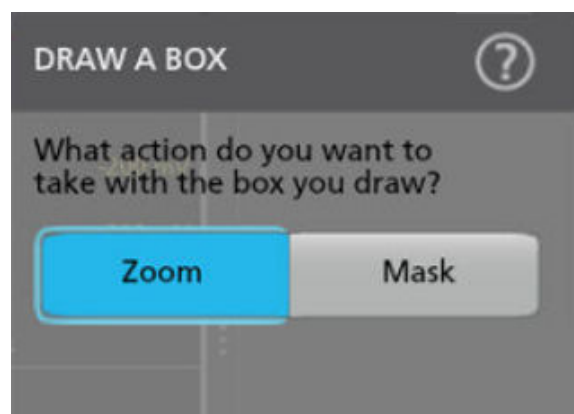 DRAW A BOX
?
What action do you want to
take with the box you draw?
Zoom
Mask